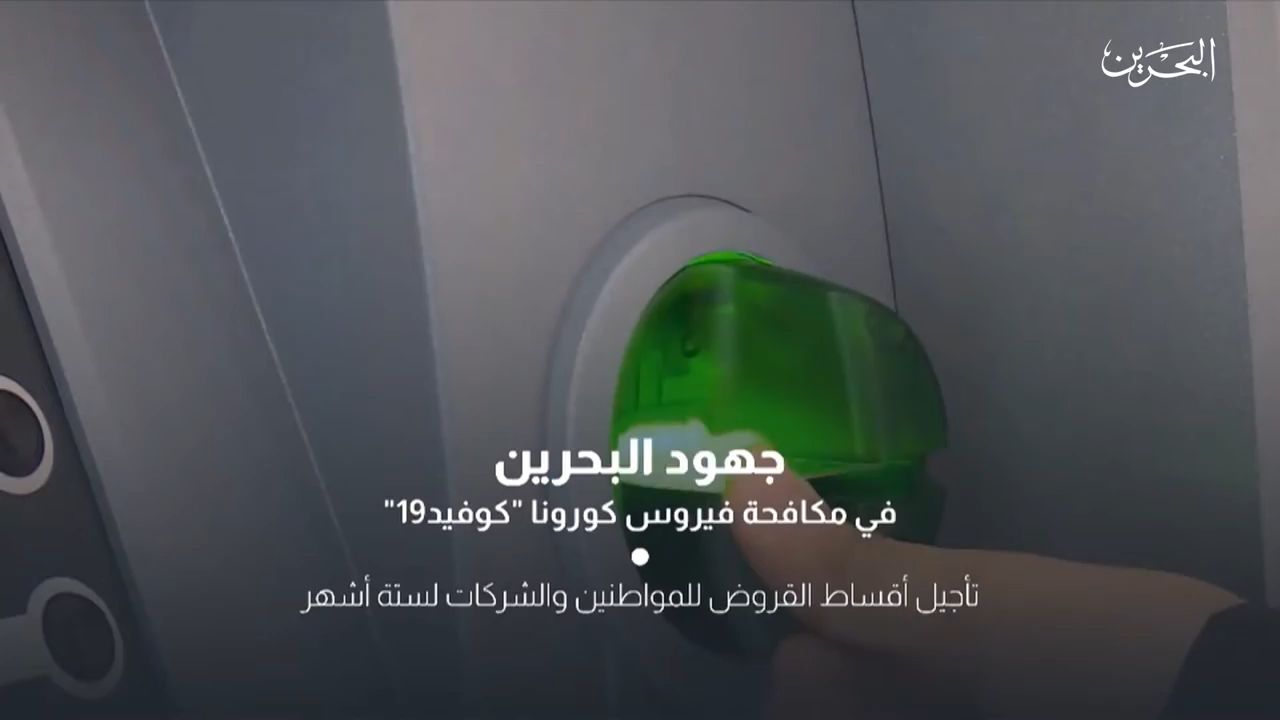 البحرين
جهود البحرين
في مكافحة فيروس كورونا "كوفيد19"
تأجيل أقساط القروض للمواطنين والشركات لستة أشهر